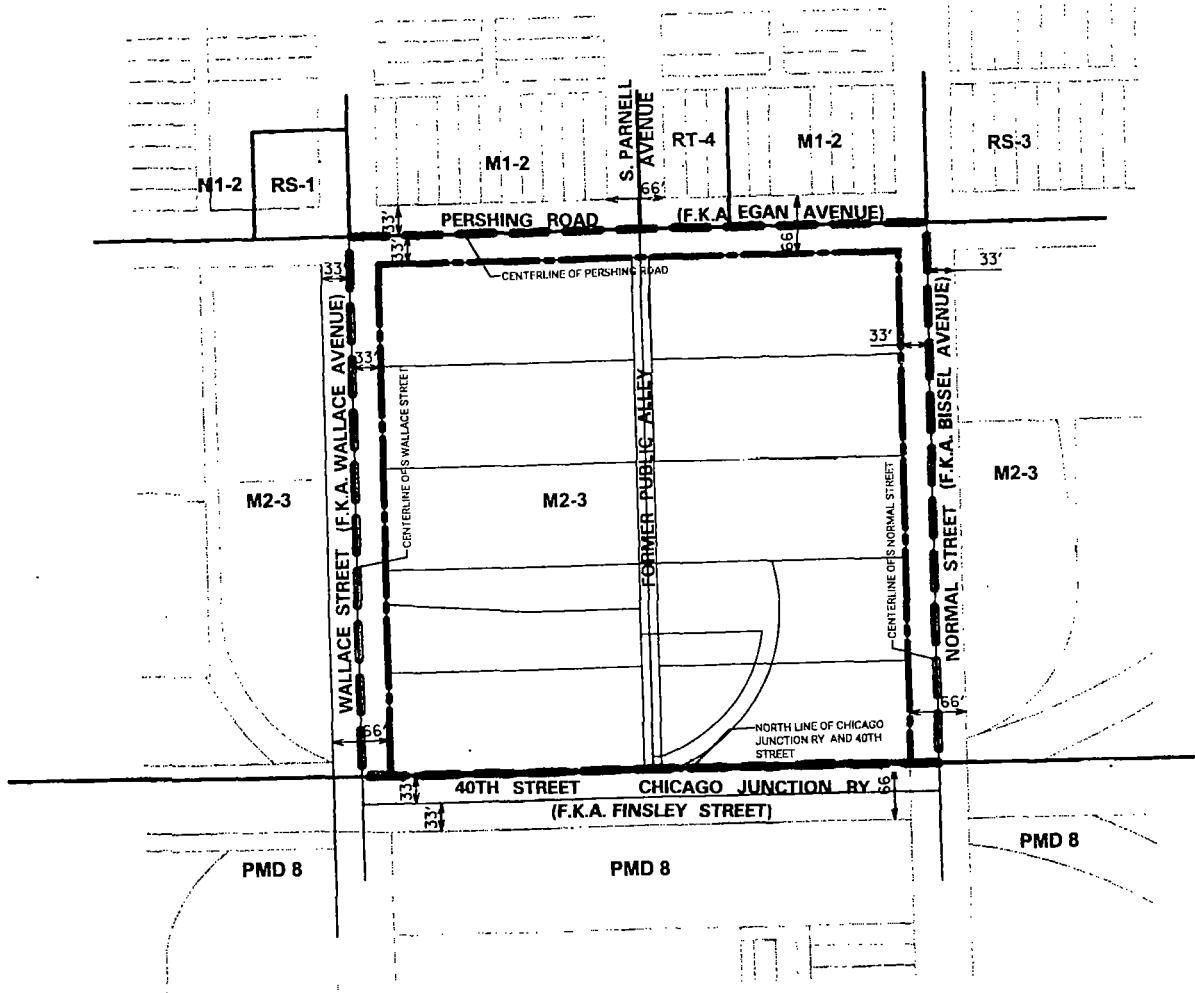 S. PARNELL
AVENUE
M1-2
RT-4
M1-2
RS-3
M1-2
RS-1
66'
33'
PERSHING ROAD
(F.K.A EGAN AVENUE)
33'
66'
CENTERLINE OF PERSHING ROAD
33'
33'
33'
33'
WALLACE STREET (F.K.A. WALLACE AVENUE)
CENTERLINE OF S WALLACE STREET
FORMER PUBLIC ALLEY
CENTERLINE OF S NORMAL STREET
NORMAL STREET (F.K.A. BISSEL AVENUE)
M2-3
M2-3
M2-3
66'
66'
NORTH LINE OF CHICAGO
JUNCTION RY AND 40TH
STREET
33'
40TH STREET
CHICAGO JUNCTION RY
66
33'
(F.K.A. FINSLEY STREET)
PMD 8
PMD 8
PMD 8